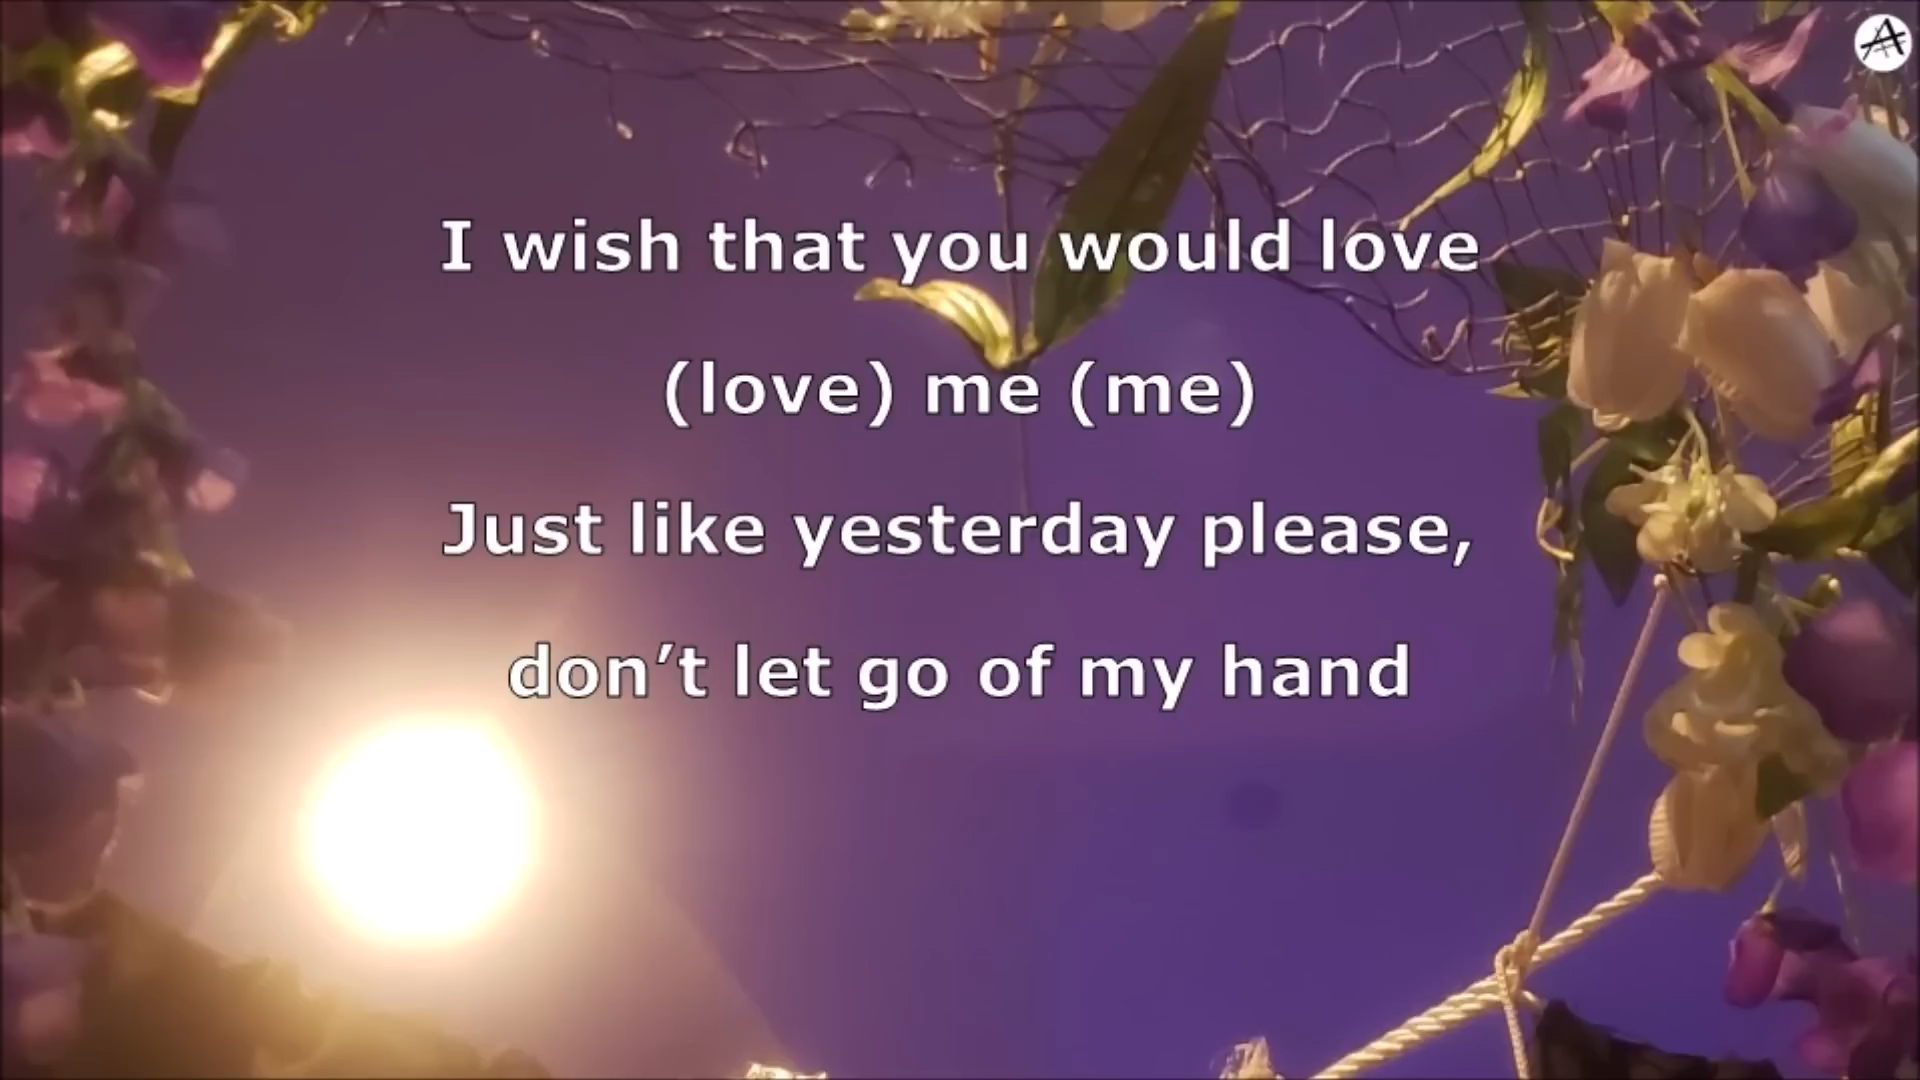 I wish that you would love
(love) me (me)
Just like yesterday please,
don’t let go of my hand